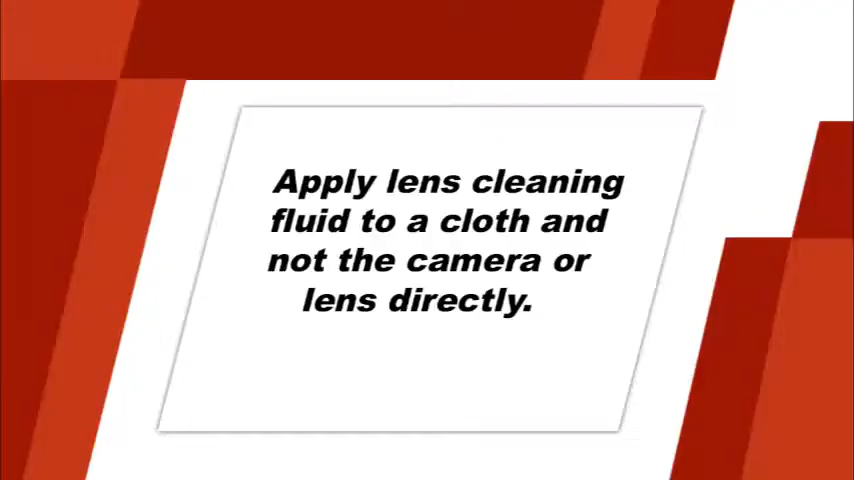 Apply lens cleaning
fluid to a cloth and
not the camera or
lens directly.